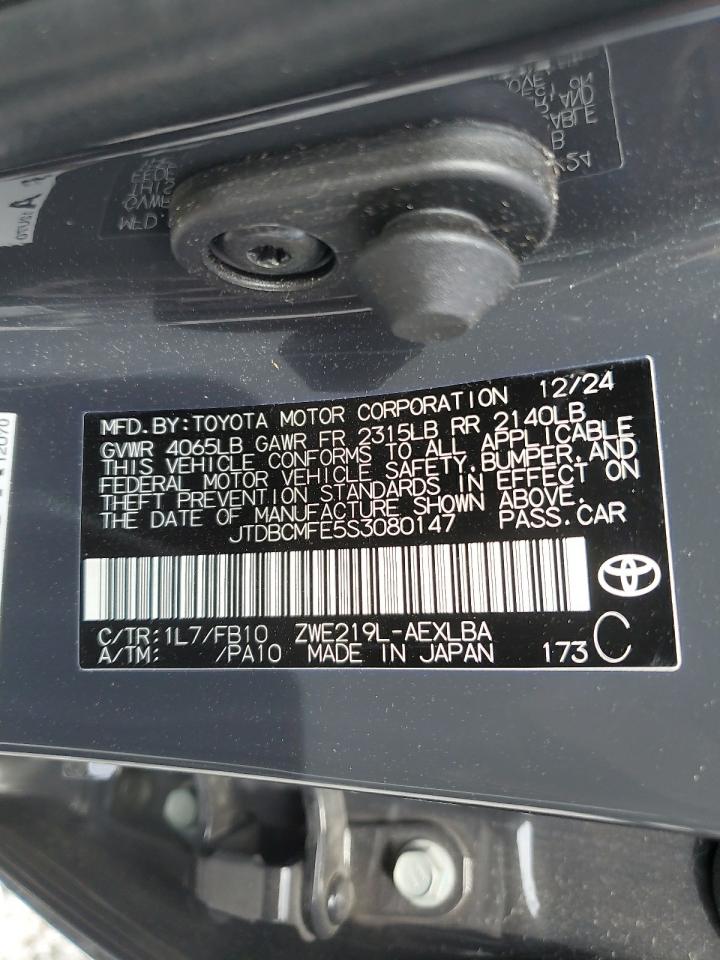 MFD.BY:TOYOTA MOTOR CORPORATION 12/24
GVWR 4065LB GAWR FR 2315LB RR 2140LB
THIS VEHICLE CONFORMS TO ALL APPLICABLE
FEDERAL MOTOR VEHICLE SAFETY,BUMPER,AND
THEFT PREVENTION STANDARDS IN EFFECT ON
THE DATE OF MANUFACTURE SHOWN ABOVE.
JTDBCMFE5S3080147 PASS.CAR
C/TR:1L7/FB10 ZWE219L-AEXLBA
A/TM: /PA10 MADE IN JAPAN 173 C